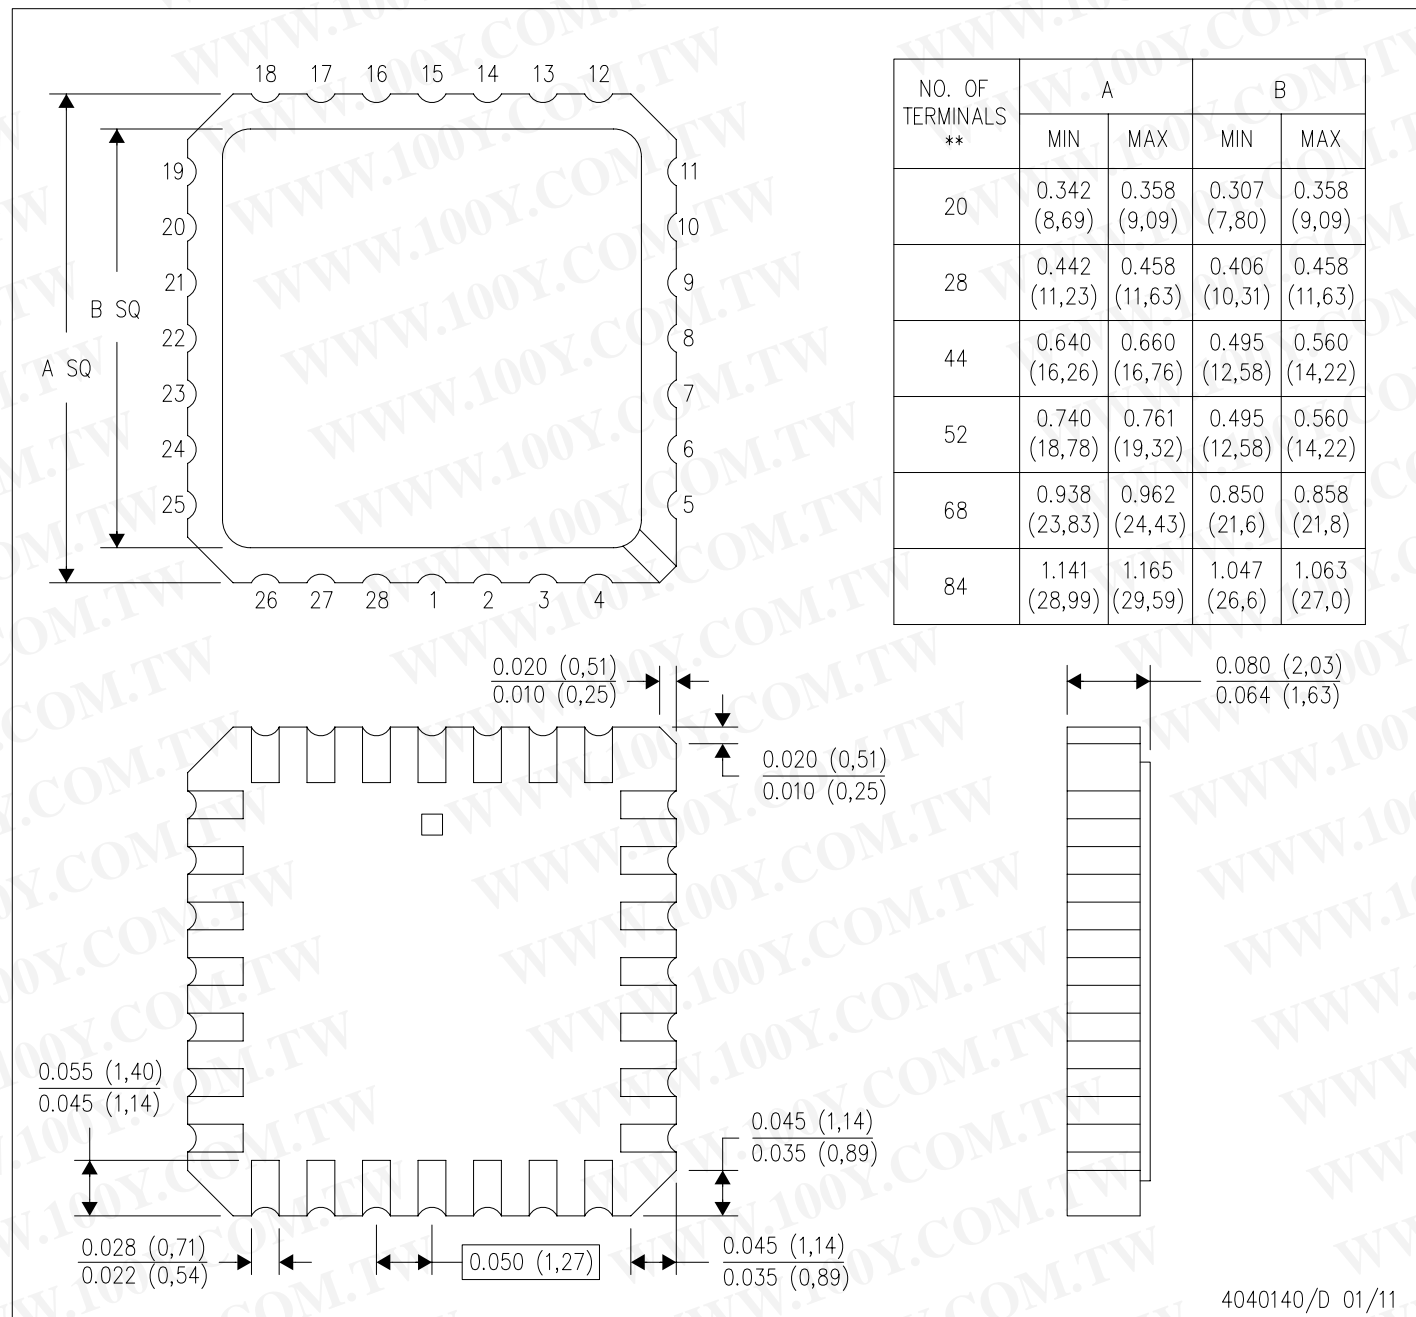 18 17 16 15 14 13 12
19
20
21
22
23
24
25
11
10
9
8
7
6
5
26 27 28 1 2 3 4
B SQ
A SQ
NO. OF TERMINALS ** A B
MIN MAX MIN MAX
20 0.342 (8,69) 0.358 (9,09) 0.307 (7,80) 0.358 (9,09)
28 0.442 (11,23) 0.458 (11,63) 0.406 (10,31) 0.458 (11,63)
44 0.640 (16,26) 0.660 (16,76) 0.495 (12,58) 0.560 (14,22)
52 0.740 (18,78) 0.761 (19,32) 0.495 (12,58) 0.560 (14,22)
68 0.938 (23,83) 0.962 (24,43) 0.850 (21,6) 0.858 (21,8)
84 1.141 (28,99) 1.165 (29,59) 1.047 (26,6) 1.063 (27,0)
0.020 (0,51)
0.010 (0,25)
0.020 (0,51)
0.010 (0,25)
0.080 (2,03)
0.064 (1,63)
0.055 (1,40)
0.045 (1,14)
0.045 (1,14)
0.035 (0,89)
0.028 (0,71)
0.022 (0,54)
0.050 (1,27)
0.045 (1,14)
0.035 (0,89)
4040140/D 01/11
WWW.100Y.COM.TW